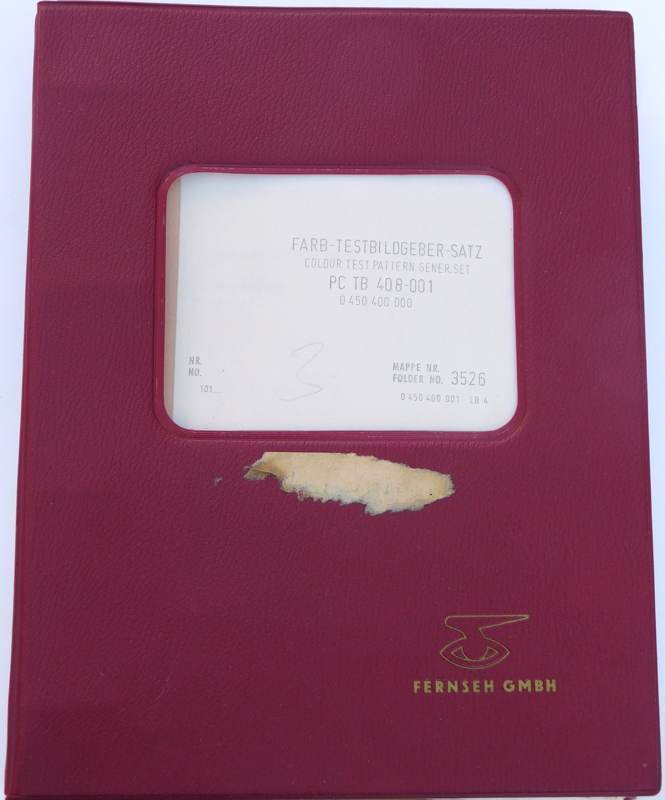 FARB-TESTBILDGEBER-SATZ
COLOUR TEST PATTERN GENER.SET
PC TB 408-001
0 450 400 000
3
NR.
NO.
101...
MAPPE NR.
FOLDER NO. 3526
0 450 400 001 LB 4
FERNSEH GMBH